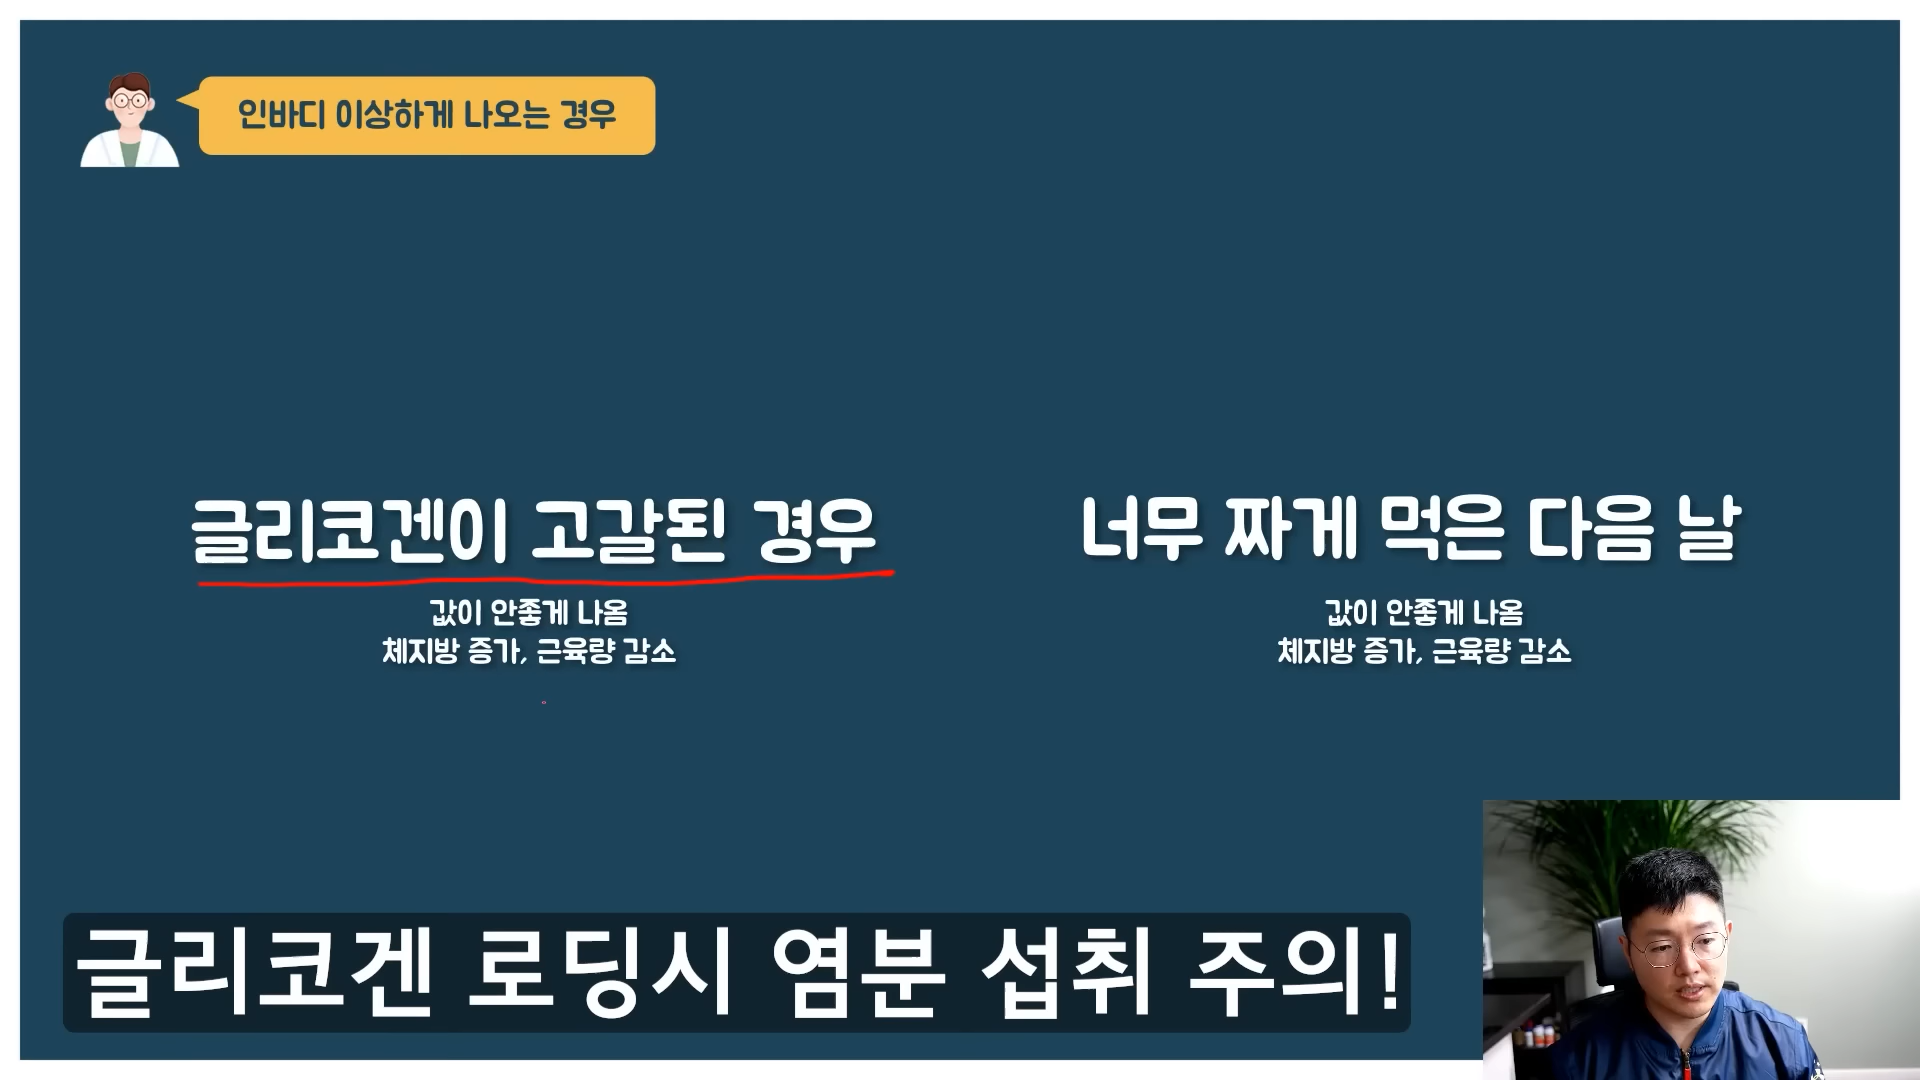 인바디 이상하게 나오는 경우
글리코겐이 고갈된 경우
값이 안좋게 나옴
체지방 증가, 근육량 감소
너무 짜게 먹은 다음 날
값이 안좋게 나옴
체지방 증가, 근육량 감소
글리코겐 로딩시 염분 섭취 주의!